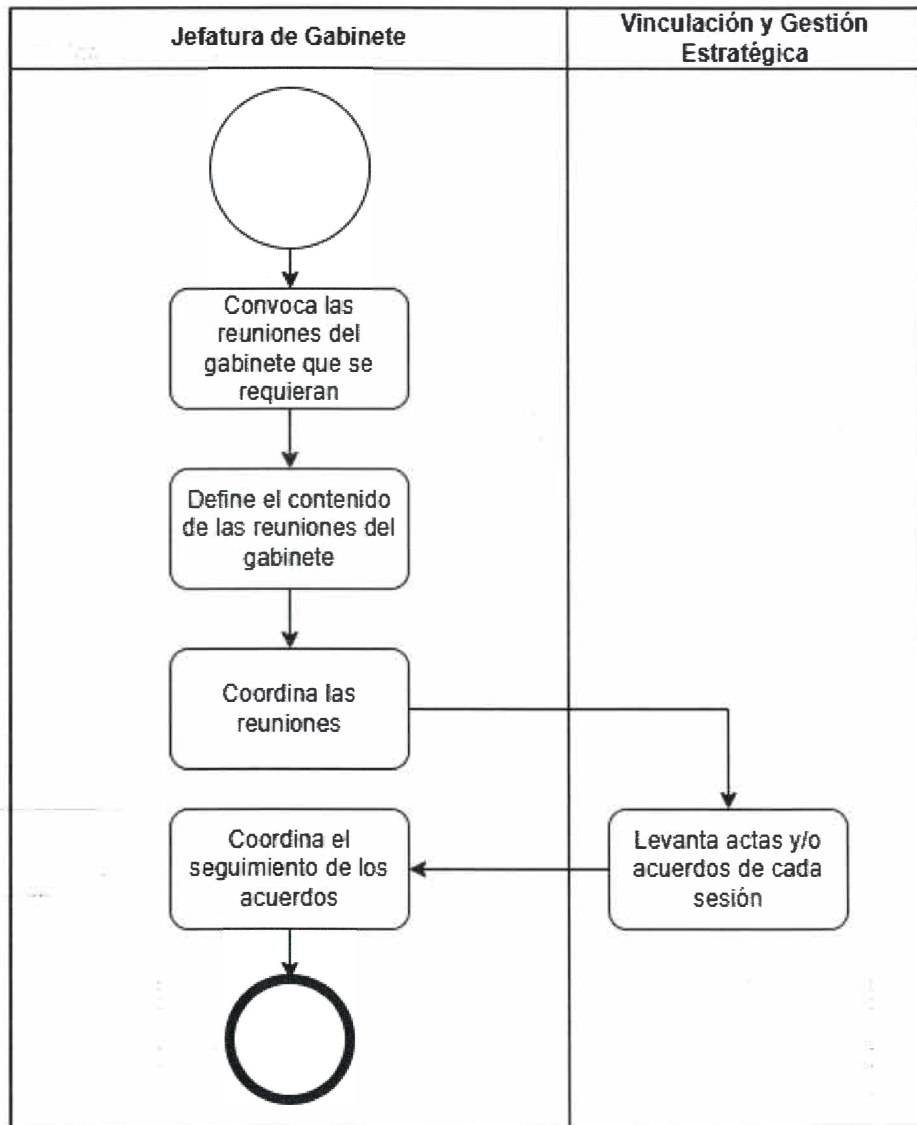 Jefatura de Gabinete
Vinculación y Gestión
Estratégica
Convoca las
reuniones del
gabinete que se
requieran
Define el contenido
de las reuniones del
gabinete
Coordina las
reuniones
Levanta actas y/o
acuerdos de cada
sesión
Coordina el
seguimiento de los
acuerdos